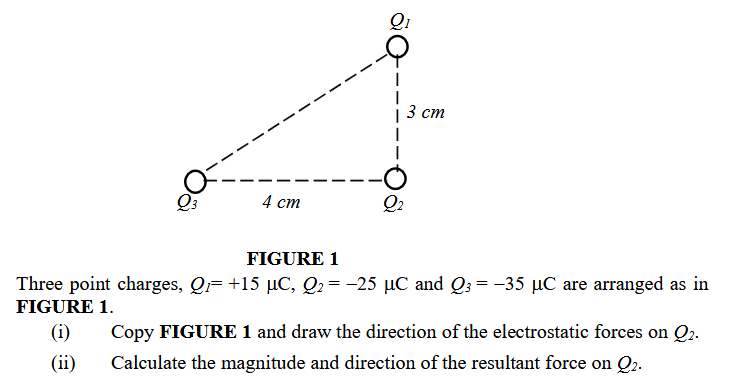 Q1
3 cm
Q3
4 cm
Q2
FIGURE 1
Three point charges, Q1= +15 μC, Q2 = −25 μC and Q3 = −35 μC are arranged as in
FIGURE 1.
(i) Copy FIGURE 1 and draw the direction of the electrostatic forces on Q2.
(ii) Calculate the magnitude and direction of the resultant force on Q2.